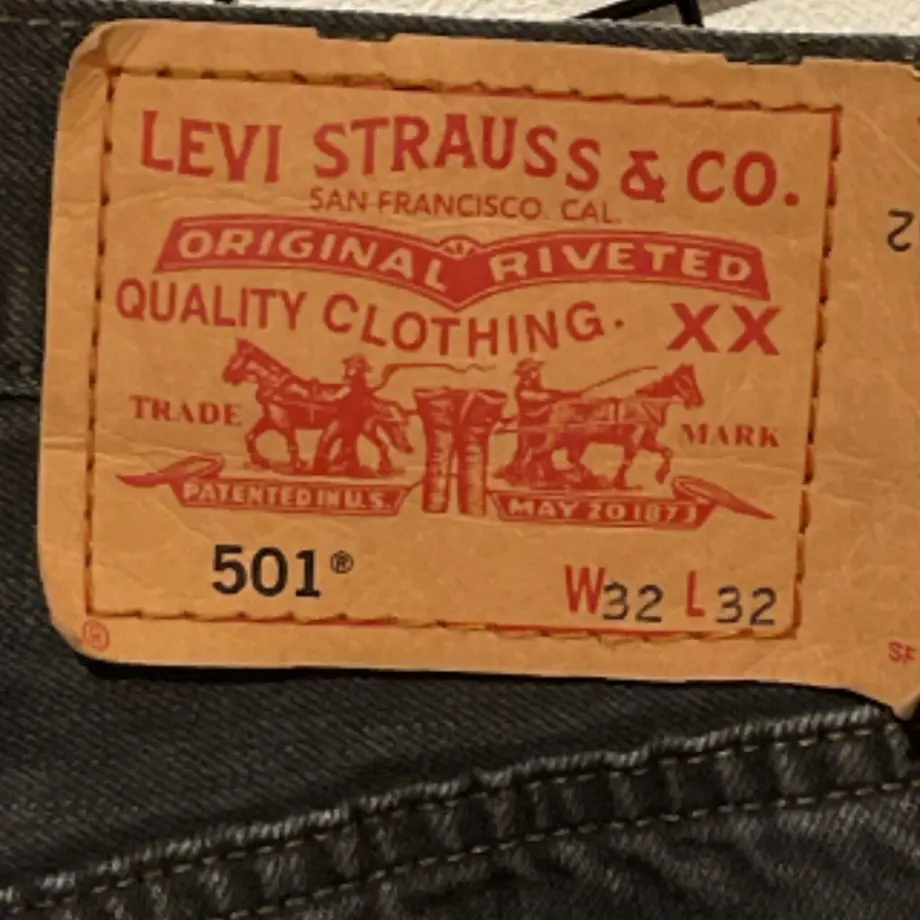 LEVI STRAUSS & CO.
SAN FRANCISCO. CAL.
ORIGINAL RIVETED
QUALITY CLOTHING. XX
TRADE MARK
PATENTED IN U.S. MAY 20 1873
501®
W32 L32
®
SF